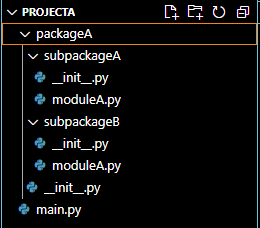 PROJECTA
packageA
subpackageA
__init__.py
moduleA.py
subpackageB
__init__.py
moduleA.py
__init__.py
main.py